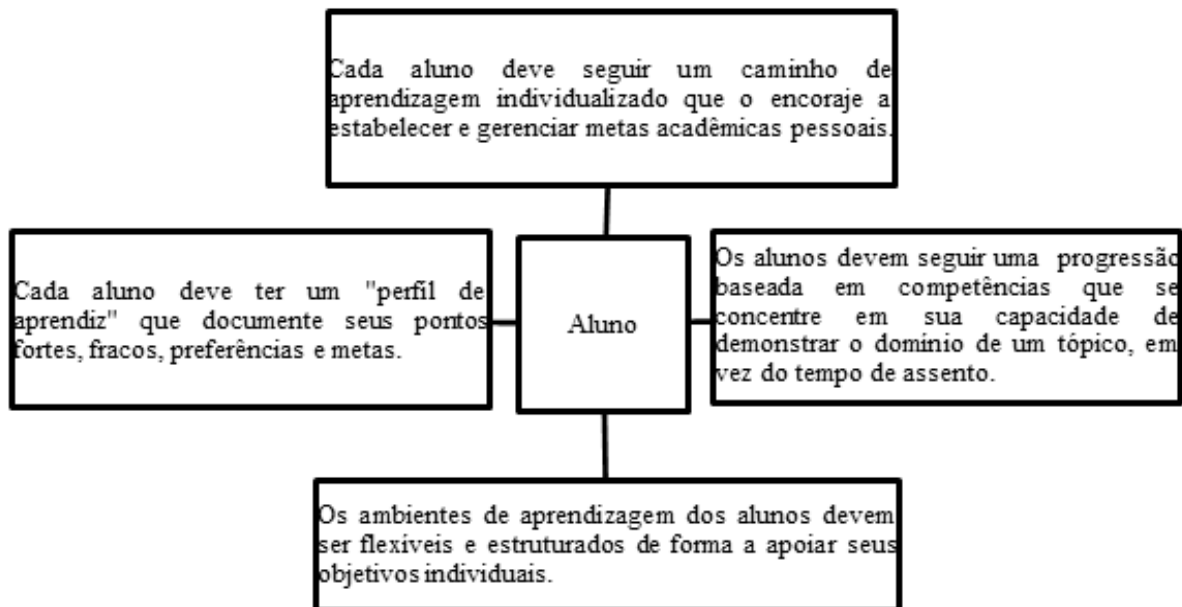 Cada aluno deve seguir um caminho de
aprendizagem individualizado que o encoraje a
estabelecer e gerenciar metas acadêmicas pessoais.
Cada aluno deve ter um "perfil de
aprendiz" que documente seus pontos
fortes, fracos, preferências e metas.
Aluno
Os alunos devem seguir uma progressão
baseada em competências que se
concentre em sua capacidade de
demonstrar o domínio de um tópico, em
vez do tempo de assento.
Os ambientes de aprendizagem dos alunos devem
ser flexíveis e estruturados de forma a apoiar seus
objetivos individuais.